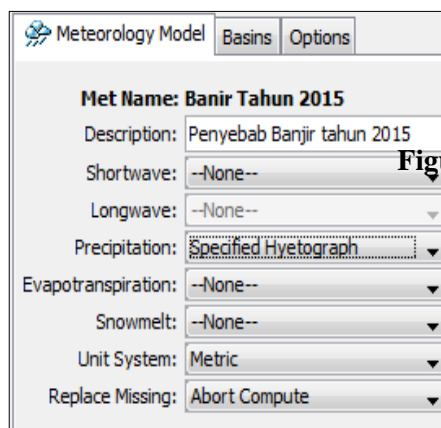 Meteorology Model Basins Options
Met Name: Banir Tahun 2015
Description: Penyebab Banjir tahun 2015
Shortwave: --None--
Longwave: --None--
Precipitation: Specified Hyetograph
Evapotranspiration: --None--
Snowmelt: --None--
Unit System: Metric
Replace Missing: Abort Compute